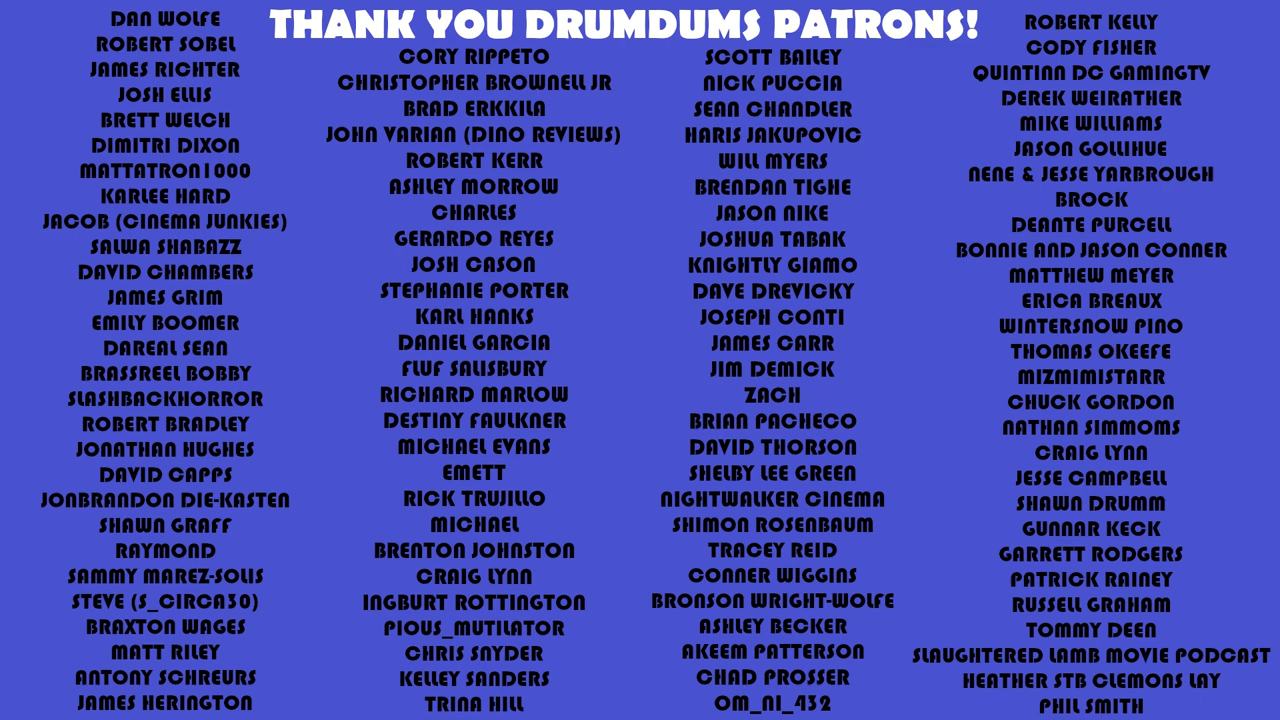 THANK YOU DRUMDUMS PATRONS!
DAN WOLFE
ROBERT SOBEL
JAMES RICHTER
JOSH ELLIS
BRETT WELCH
DIMITRI DIXON
MATTATRON1000
KARLEE HARD
JACOB (CINEMA JUNKIES)
SALWA SHABAZZ
DAVID CHAMBERS
JAMES GRIM
EMILY BOOMER
DAREAL SEAN
BRASSREEL BOBBY
SLASHBACKHORROR
ROBERT BRADLEY
JONATHAN HUGHES
DAVID CAPPS
JONBRANDON DIE-KASTEN
SHAWN GRAFF
RAYMOND
SAMMY MAREZ-SOLIS
STEVE (S_CIRCA30)
BRAXTON WAGES
MATT RILEY
ANTONY SCHREURS
JAMES HERINGTON
CORY RIPPETO
CHRISTOPHER BROWNELL JR
BRAD ERKKILA
JOHN VARIAN (DINO REVIEWS)
ROBERT KERR
ASHLEY MORROW
CHARLES
GERARDO REYES
JOSH CASON
STEPHANIE PORTER
KARL HANKS
DANIEL GARCIA
FLUF SALISBURY
RICHARD MARLOW
DESTINY FAULKNER
MICHAEL EVANS
EMETT
RICK TRUJILLO
MICHAEL
BRENTON JOHNSTON
CRAIG LYNN
INGBURT ROTTINGTON
PIOUS_MUTILATOR
CHRIS SNYDER
KELLEY SANDERS
TRINA HILL
SCOTT BAILEY
NICK PUCCIA
SEAN CHANDLER
HARIS JAKUPOVIC
WILL MYERS
BRENDAN TIGHE
JASON NIKE
JOSHUA TABAK
KNIGHTLY GIAMO
DAVE DREVICKY
JOSEPH CONTI
JAMES CARR
JIM DEMICK
ZACH
BRIAN PACHECO
DAVID THORSON
SHELBY LEE GREEN
NIGHTWALKER CINEMA
SHIMON ROSENBAUM
TRACEY REID
CONNER WIGGINS
BRONSON WRIGHT-WOLFE
ASHLEY BECKER
AKEEM PATTERSON
CHAD PROSSER
OM_NI_432
ROBERT KELLY
CODY FISHER
QUINTINN DC GAMINGTV
DEREK WEIRATHER
MIKE WILLIAMS
JASON GOLLIHUE
NENE & JESSE YARBROUGH
BROCK
DEANTE PURCELL
BONNIE AND JASON CONNER
MATTHEW MEYER
ERICA BREAUX
WINTERSNOW PINO
THOMAS OKEEFE
MIZMIMISTARR
CHUCK GORDON
NATHAN SIMMOMS
CRAIG LYNN
JESSE CAMPBELL
SHAWN DRUMM
GUNNAR KECK
GARRETT RODGERS
PATRICK RAINEY
RUSSELL GRAHAM
TOMMY DEEN
SLAUGHTERED LAMB MOVIE PODCAST
HEATHER STB CLEMONS LAY
PHIL SMITH